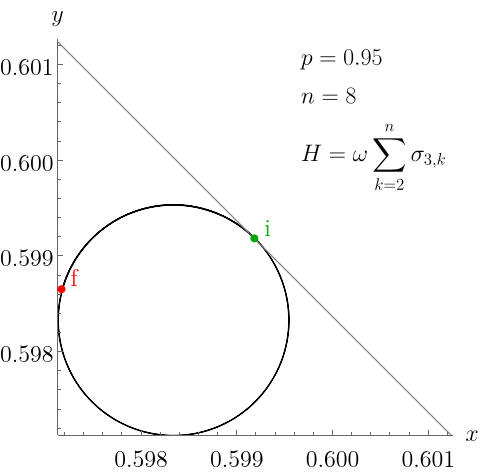 y
0.601
p = 0.95
n = 8
0.600
H = ω ∑_{k=2}^{n} σ_{3,k}
i
0.599
f
0.598
x
0.598 0.599 0.600 0.601